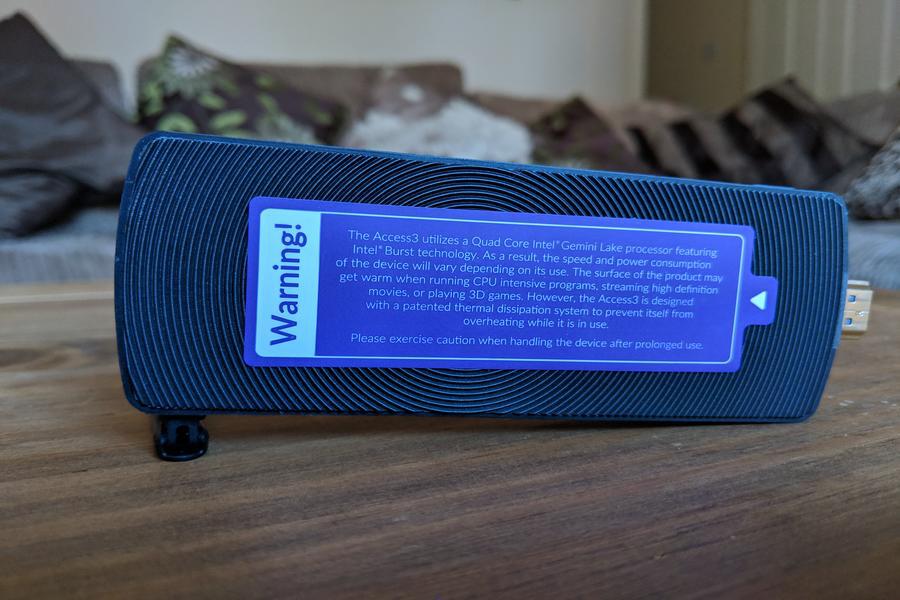 Warning!
The Access3 utilizes a Quad Core Intel® Gemini Lake processor featuring
Intel® Burst technology. As a result, the speed and power consumption
of the device will vary depending on its use. The surface of the product may
get warm when running CPU intensive programs, streaming high definition
movies, or playing 3D games. However, the Access3 is designed
with a patented thermal dissipation system to prevent itself from
overheating while it is in use.
Please exercise caution when handling the device after prolonged use.